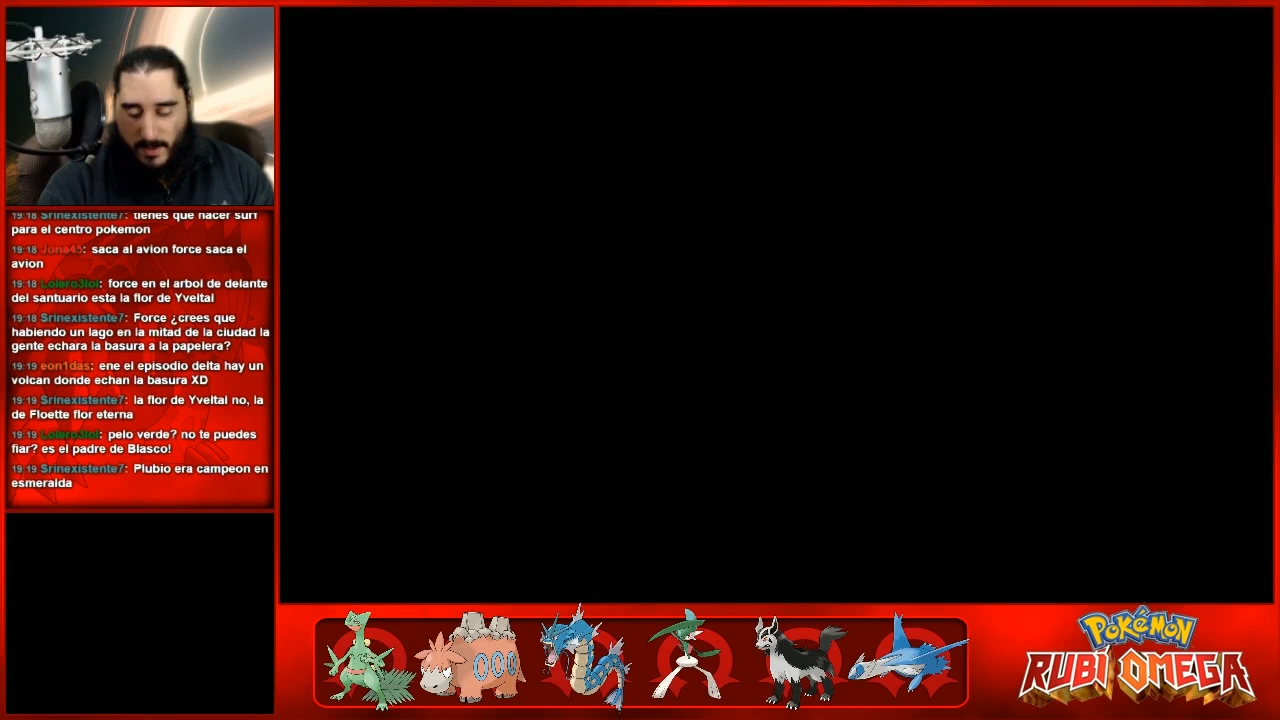 19:18 Srinexistente7: tienes que hacer surf
para el centro pokemon
19:18 Jona45: saca al avion force saca el
avion
19:18 Lolero3lol: force en el arbol de delante
del santuario esta la flor de Yveltal
19:18 Srinexistente7: Force ¿crees que
habiendo un lago en la mitad de la ciudad la
gente echara la basura a la papelera?
19:19 eon1das: ene el episodio delta hay un
volcan donde echan la basura XD
19:19 Srinexistente7: la flor de Yveltal no, la
de Floette flor eterna
19:19 Lolero3lol: pelo verde? no te puedes
fiar? es el padre de Blasco!
19:19 Srinexistente7: Plubio era campeon en
esmeralda
POKéMON
RUBI OMEGA